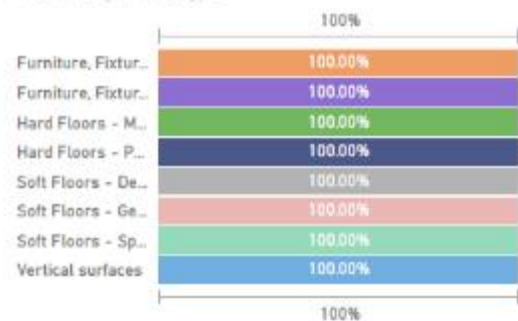 100%
Furniture, Fixtur... 100.00%
Furniture, Fixtur... 100.00%
Hard Floors - M... 100.00%
Hard Floors - P... 100.00%
Soft Floors - De... 100.00%
Soft Floors - Ge... 100.00%
Soft Floors - Sp... 100.00%
Vertical surfaces 100.00%
100%